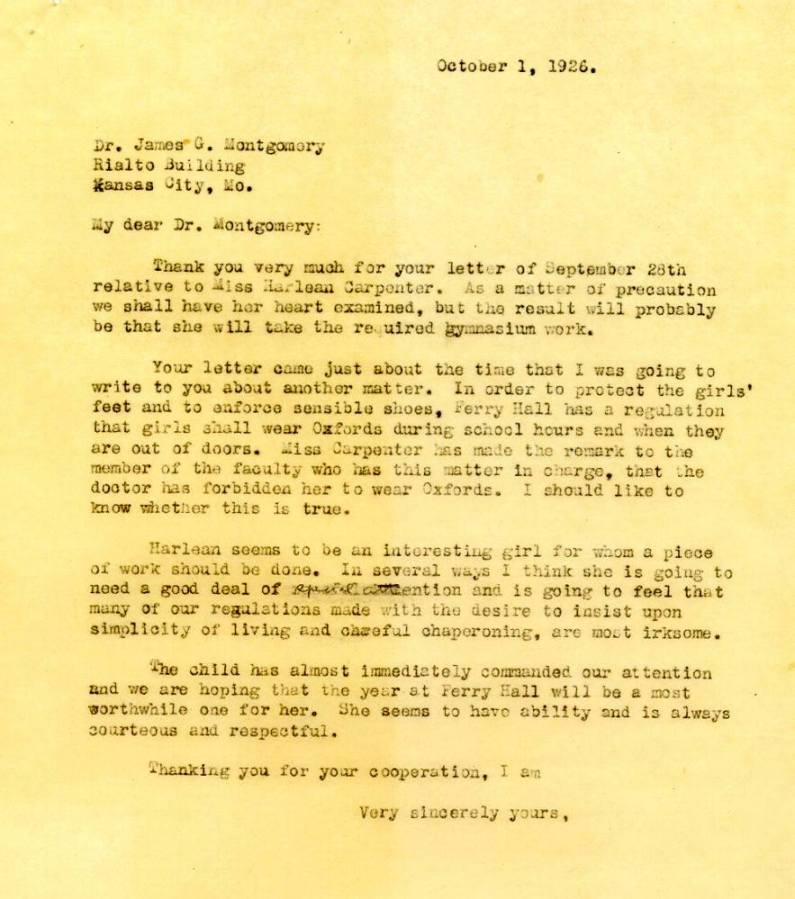 October 1, 1926.
Dr. James G. Montgomery
Rialto Building
Kansas City, Mo.
My dear Dr. Montgomery:
Thank you very much for your letter of September 28th
relative to Miss Harlean Carpenter. As a matter of precaution
we shall have her heart examined, but the result will probably
be that she will take the required gymnasium work.
Your letter came just about the time that I was going to
write to you about another matter. In order to protect the girls'
feet and to enforce sensible shoes, Ferry Hall has a regulation
that girls shall wear Oxfords during school hours and when they
are out of doors. Miss Carpenter has made the remark to the
member of the faculty who has this matter in charge, that the
doctor has forbidden her to wear Oxfords. I should like to
know whether this is true.
Harlean seems to be an interesting girl for whom a piece
of work should be done. In several ways I think she is going to
need a good deal of special attention and is going to feel that
many of our regulations made with the desire to insist upon
simplicity of living and careful chaperoning, are most irksome.
The child has almost immediately commanded our attention
and we are hoping that the year at Ferry Hall will be a most
worthwhile one for her. She seems to have ability and is always
courteous and respectful.
Thanking you for your cooperation, I am
Very sincerely yours,